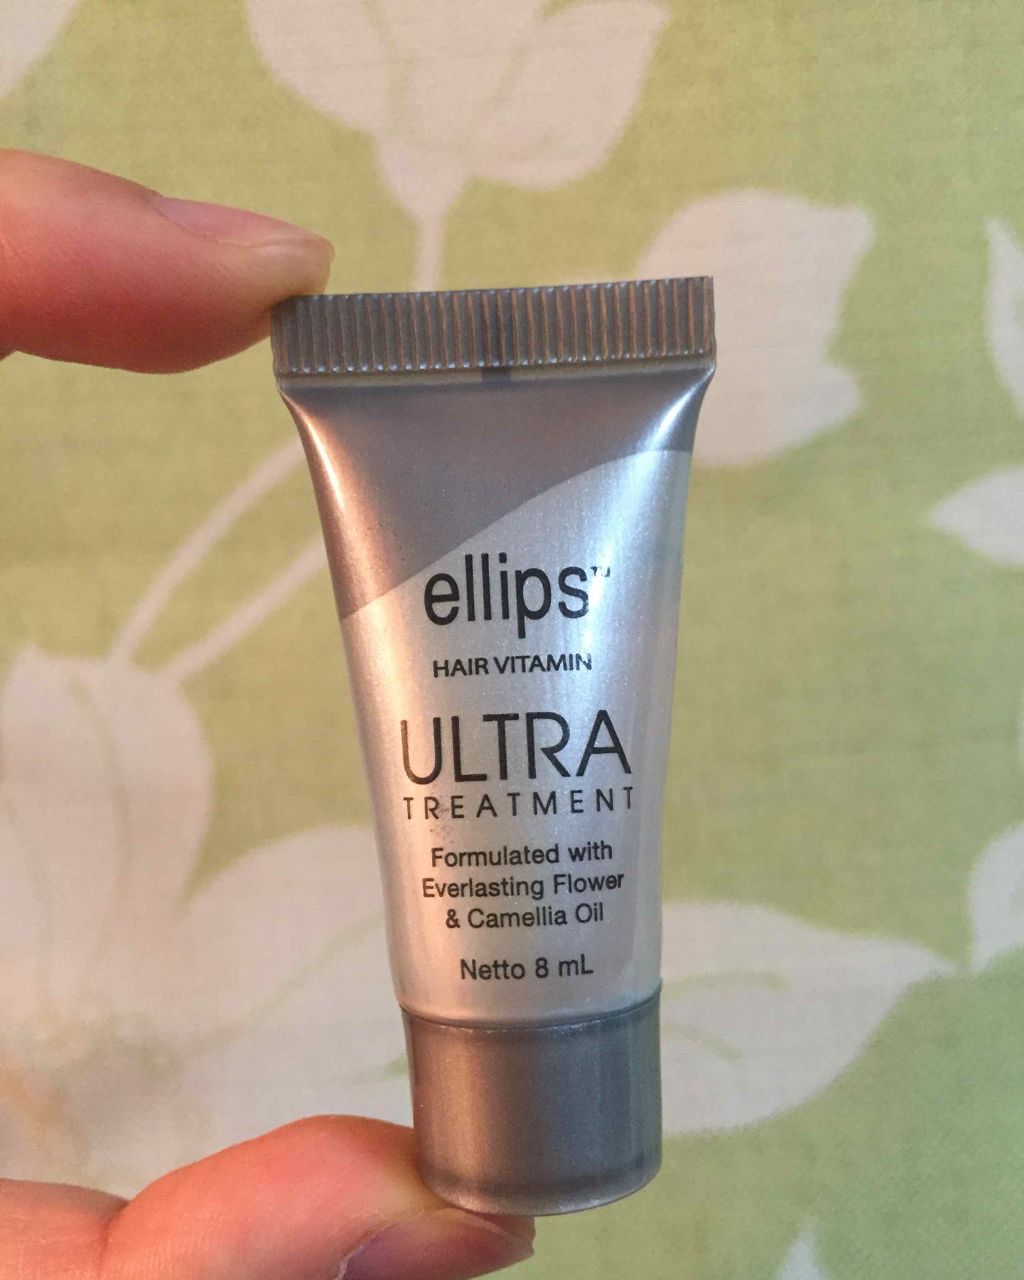 ellips™
HAIR VITAMIN
ULTRA
TREATMENT
Formulated with
Everlasting Flower
& Camellia Oil
Netto 8 mL